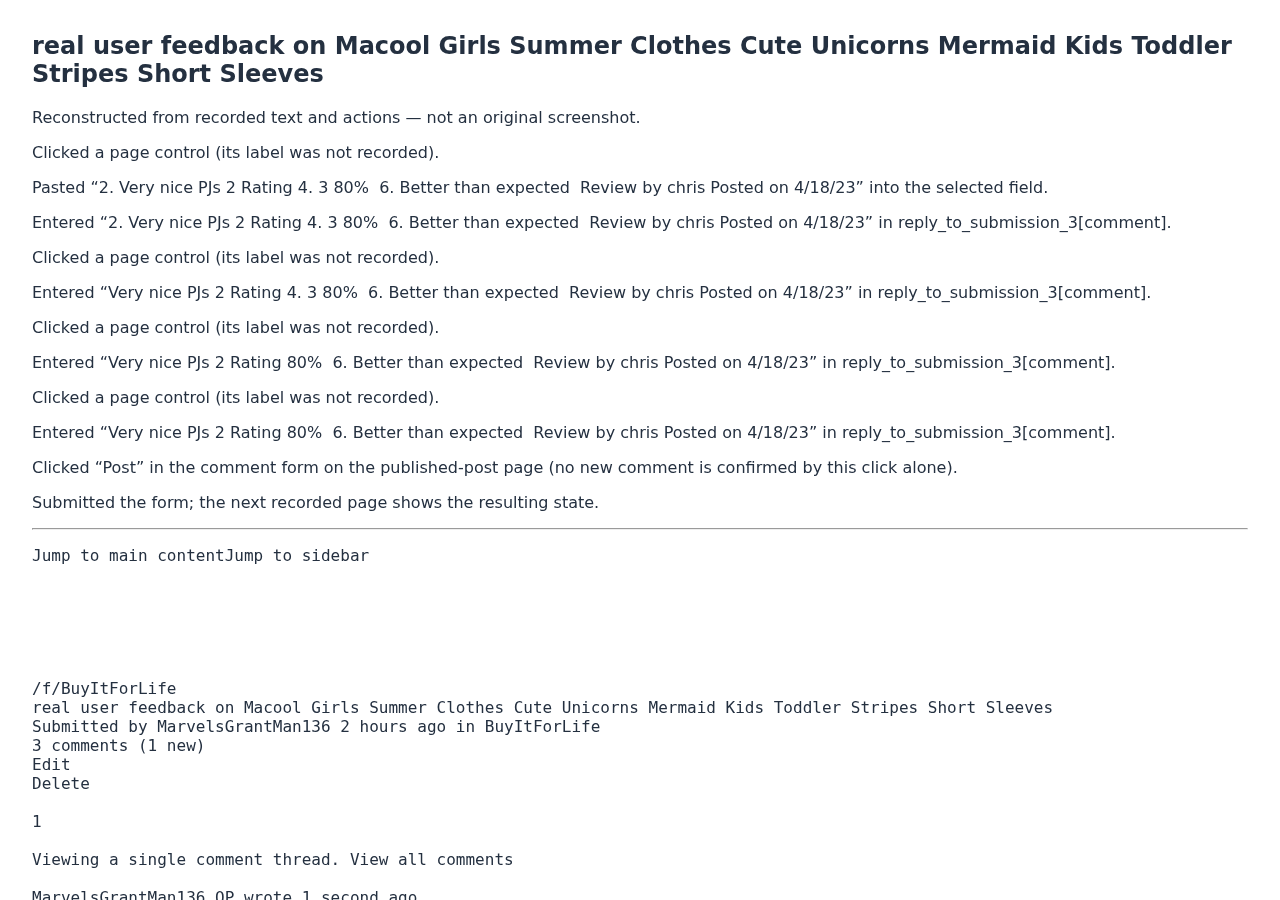 real user feedback on Macool Girls Summer Clothes Cute Unicorns Mermaid Kids Toddler
Stripes Short Sleeves
Reconstructed from recorded text and actions — not an original screenshot.
Clicked a page control (its label was not recorded).
Pasted “2. Very nice PJs 2 Rating 4. 3 80%  6. Better than expected  Review by chris Posted on 4/18/23” into the selected field.
Entered “2. Very nice PJs 2 Rating 4. 3 80%  6. Better than expected  Review by chris Posted on 4/18/23” in reply_to_submission_3[comment].
Clicked a page control (its label was not recorded).
Entered “Very nice PJs 2 Rating 4. 3 80%  6. Better than expected  Review by chris Posted on 4/18/23” in reply_to_submission_3[comment].
Clicked a page control (its label was not recorded).
Entered “Very nice PJs 2 Rating 80%  6. Better than expected  Review by chris Posted on 4/18/23” in reply_to_submission_3[comment].
Clicked a page control (its label was not recorded).
Entered “Very nice PJs 2 Rating 80%  6. Better than expected  Review by chris Posted on 4/18/23” in reply_to_submission_3[comment].
Clicked “Post” in the comment form on the published-post page (no new comment is confirmed by this click alone).
Submitted the form; the next recorded page shows the resulting state.
Jump to main contentJump to sidebar
/f/BuyItForLife
real user feedback on Macool Girls Summer Clothes Cute Unicorns Mermaid Kids Toddler Stripes Short Sleeves
Submitted by MarvelsGrantMan136 2 hours ago in BuyItForLife
3 comments (1 new)
Edit
Delete
1
Viewing a single comment thread. View all comments
MarvelsGrantMan136 OP wrote 1 second ago